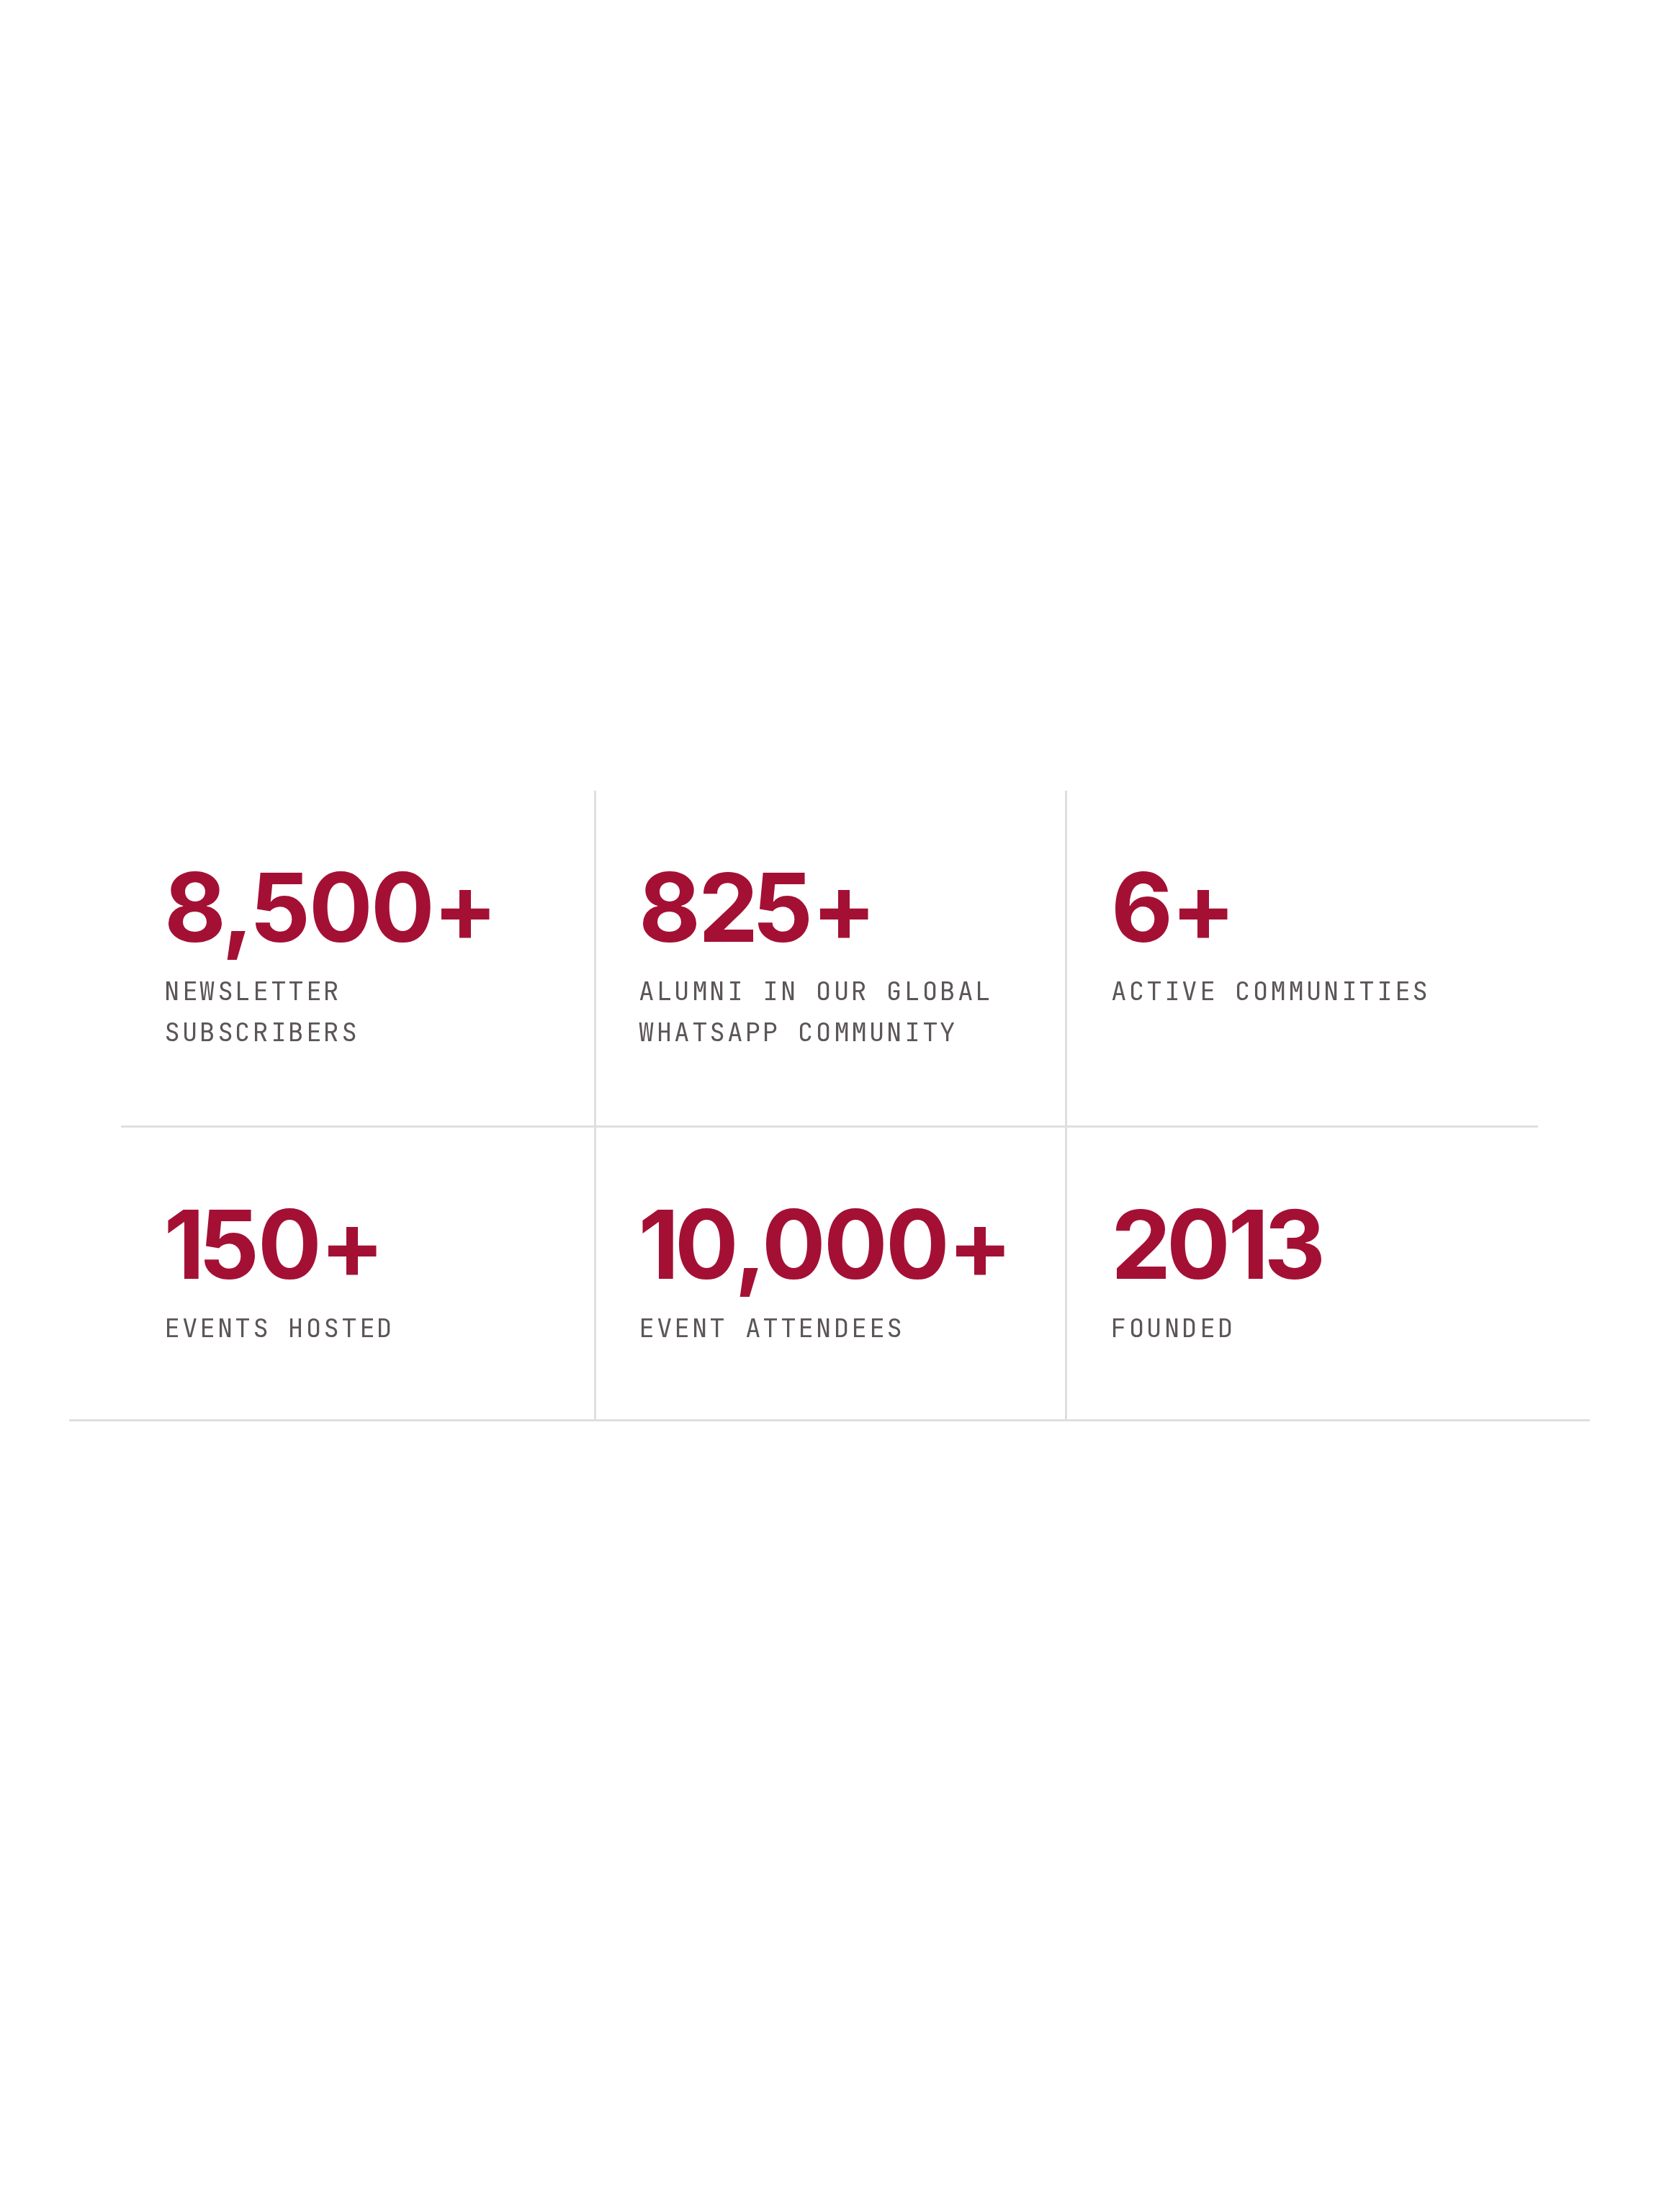 8,500+
NEWSLETTER
SUBSCRIBERS
825+
ALUMNI IN OUR GLOBAL
WHATSAPP COMMUNITY
6+
ACTIVE COMMUNITIES
150+
EVENTS HOSTED
10,000+
EVENT ATTENDEES
2013
FOUNDED